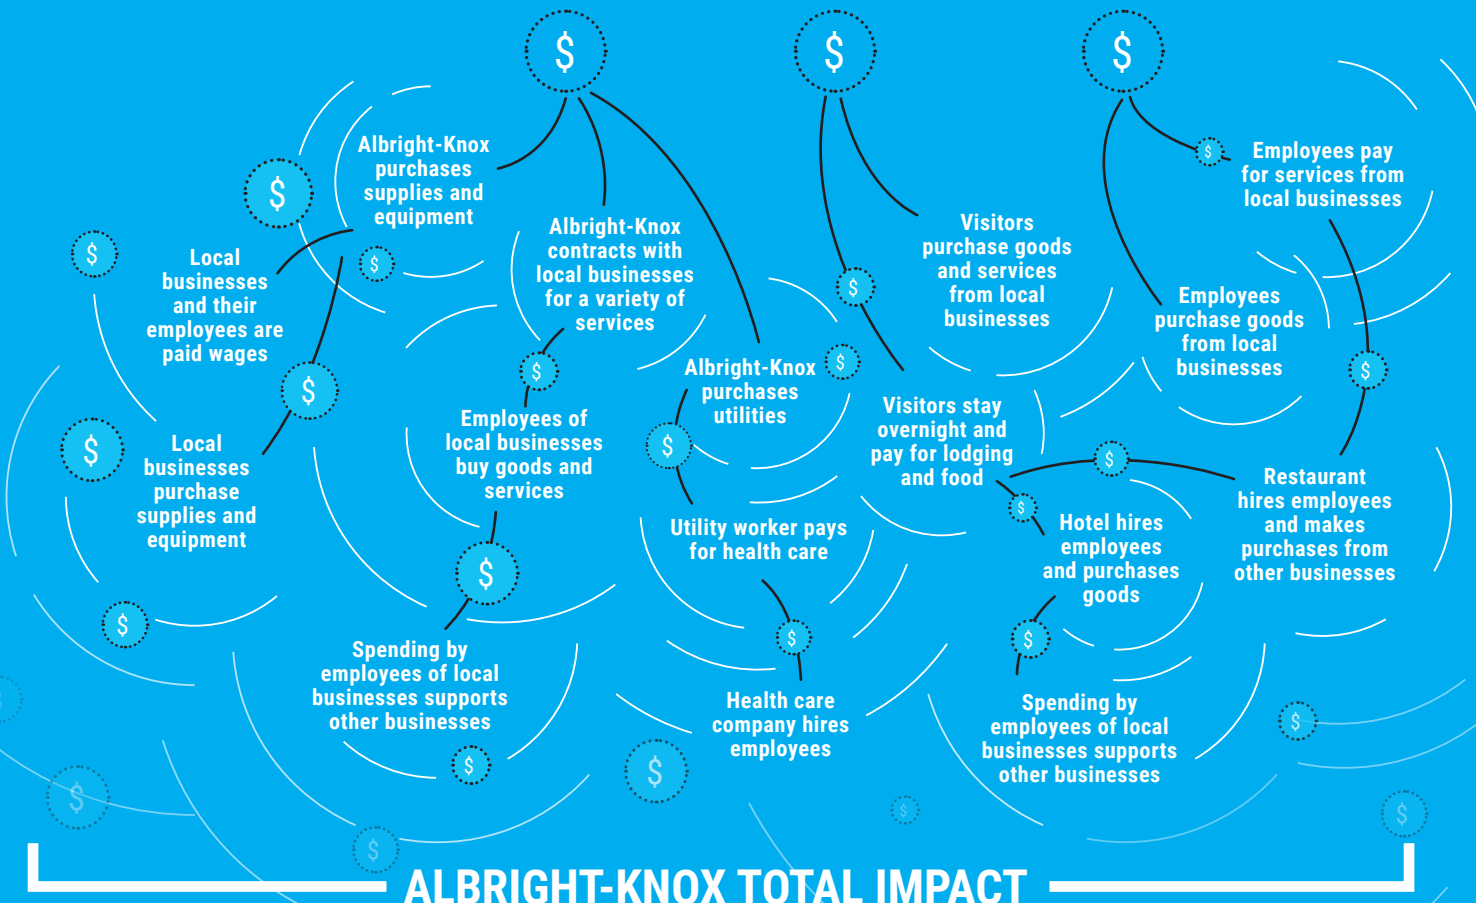 $
$
$
Albright-Knox
purchases
supplies and
equipment
$
Employees pay
for services from
local businesses
$
Albright-Knox
contracts with
local businesses
for a variety of
services
Visitors
purchase goods
and services
from local
businesses
$
Local
businesses
and their
employees are
paid wages
$
$
Employees
purchase goods
from local
businesses
$
Albright-Knox
purchases
utilities
$
$
$
$
Visitors stay
overnight and
pay for lodging
and food
Employees of
local businesses
buy goods and
services
$
Local
businesses
purchase
supplies and
equipment
$
$
Restaurant
hires employees
and makes
purchases from
other businesses
$
Hotel hires
employees
and purchases
goods
Utility worker pays
for health care
$
$
$
$
Spending by
employees of local
businesses supports
other businesses
Health care
company hires
employees
Spending by
employees of local
businesses supports
other businesses
$
$
$
$
$
$
$
ALBRIGHT-KNOX TOTAL IMPACT